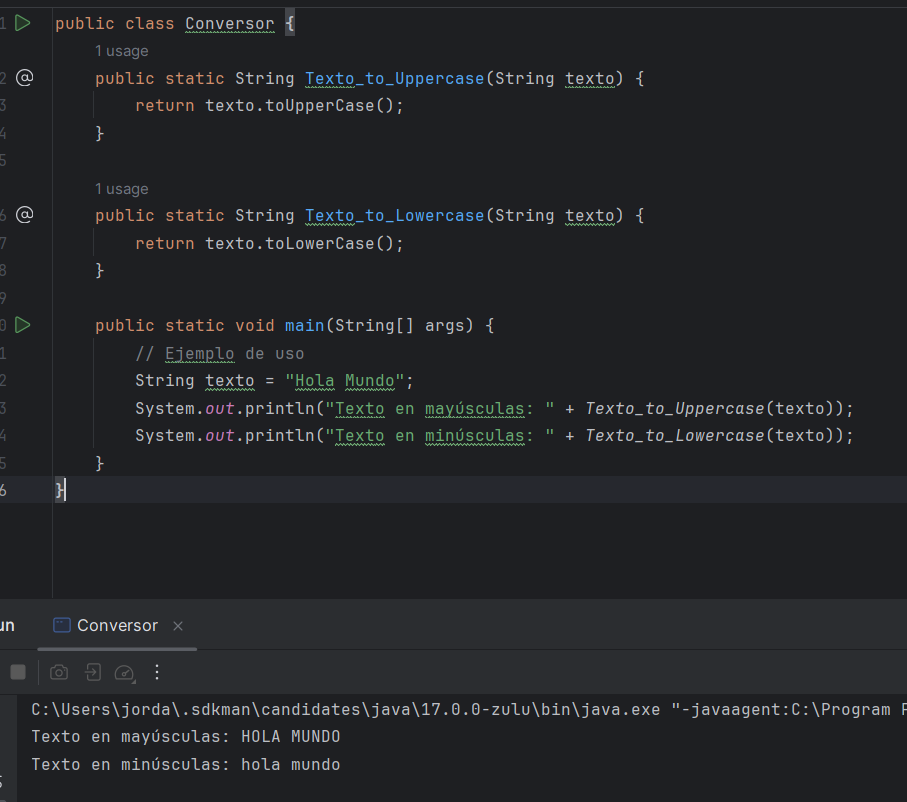 1 public class Conversor {
1 usage
2 @ public static String Texto_to_Uppercase(String texto) {
3 return texto.toUpperCase();
4 }
5
1 usage
6 @ public static String Texto_to_Lowercase(String texto) {
7 return texto.toLowerCase();
8 }
9
0 public static void main(String[] args) {
1 // Ejemplo de uso
2 String texto = "Hola Mundo";
3 System.out.println("Texto en mayúsculas: " + Texto_to_Uppercase(texto));
4 System.out.println("Texto en minúsculas: " + Texto_to_Lowercase(texto));
5 }
6 }
un Conversor
C:\Users\jorda\.sdkman\candidates\java\17.0.0-zulu\bin\java.exe "-javaagent:C:\Program
Texto en mayúsculas: HOLA MUNDO
Texto en minúsculas: hola mundo